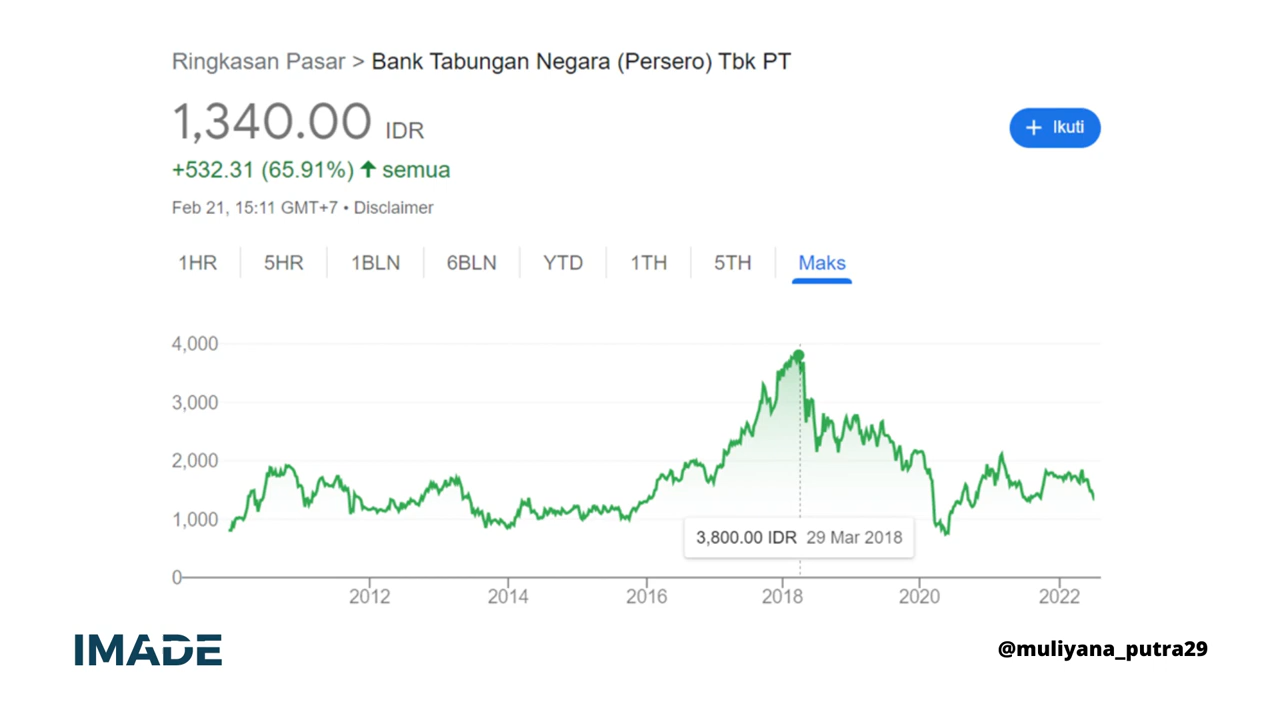 Ringkasan Pasar > Bank Tabungan Negara (Persero) Tbk PT
1,340.00 IDR
+ Ikuti
+532.31 (65.91%) ↑ semua
Feb 21, 15:11 GMT+7 • Disclaimer
1HR 5HR 1BLN 6BLN YTD 1TH 5TH Maks
4,000
3,000
2,000
1,000
3,800.00 IDR 29 Mar 2018
0
2012 2014 2016 2018 2020 2022
IMADE
@muliyana_putra29